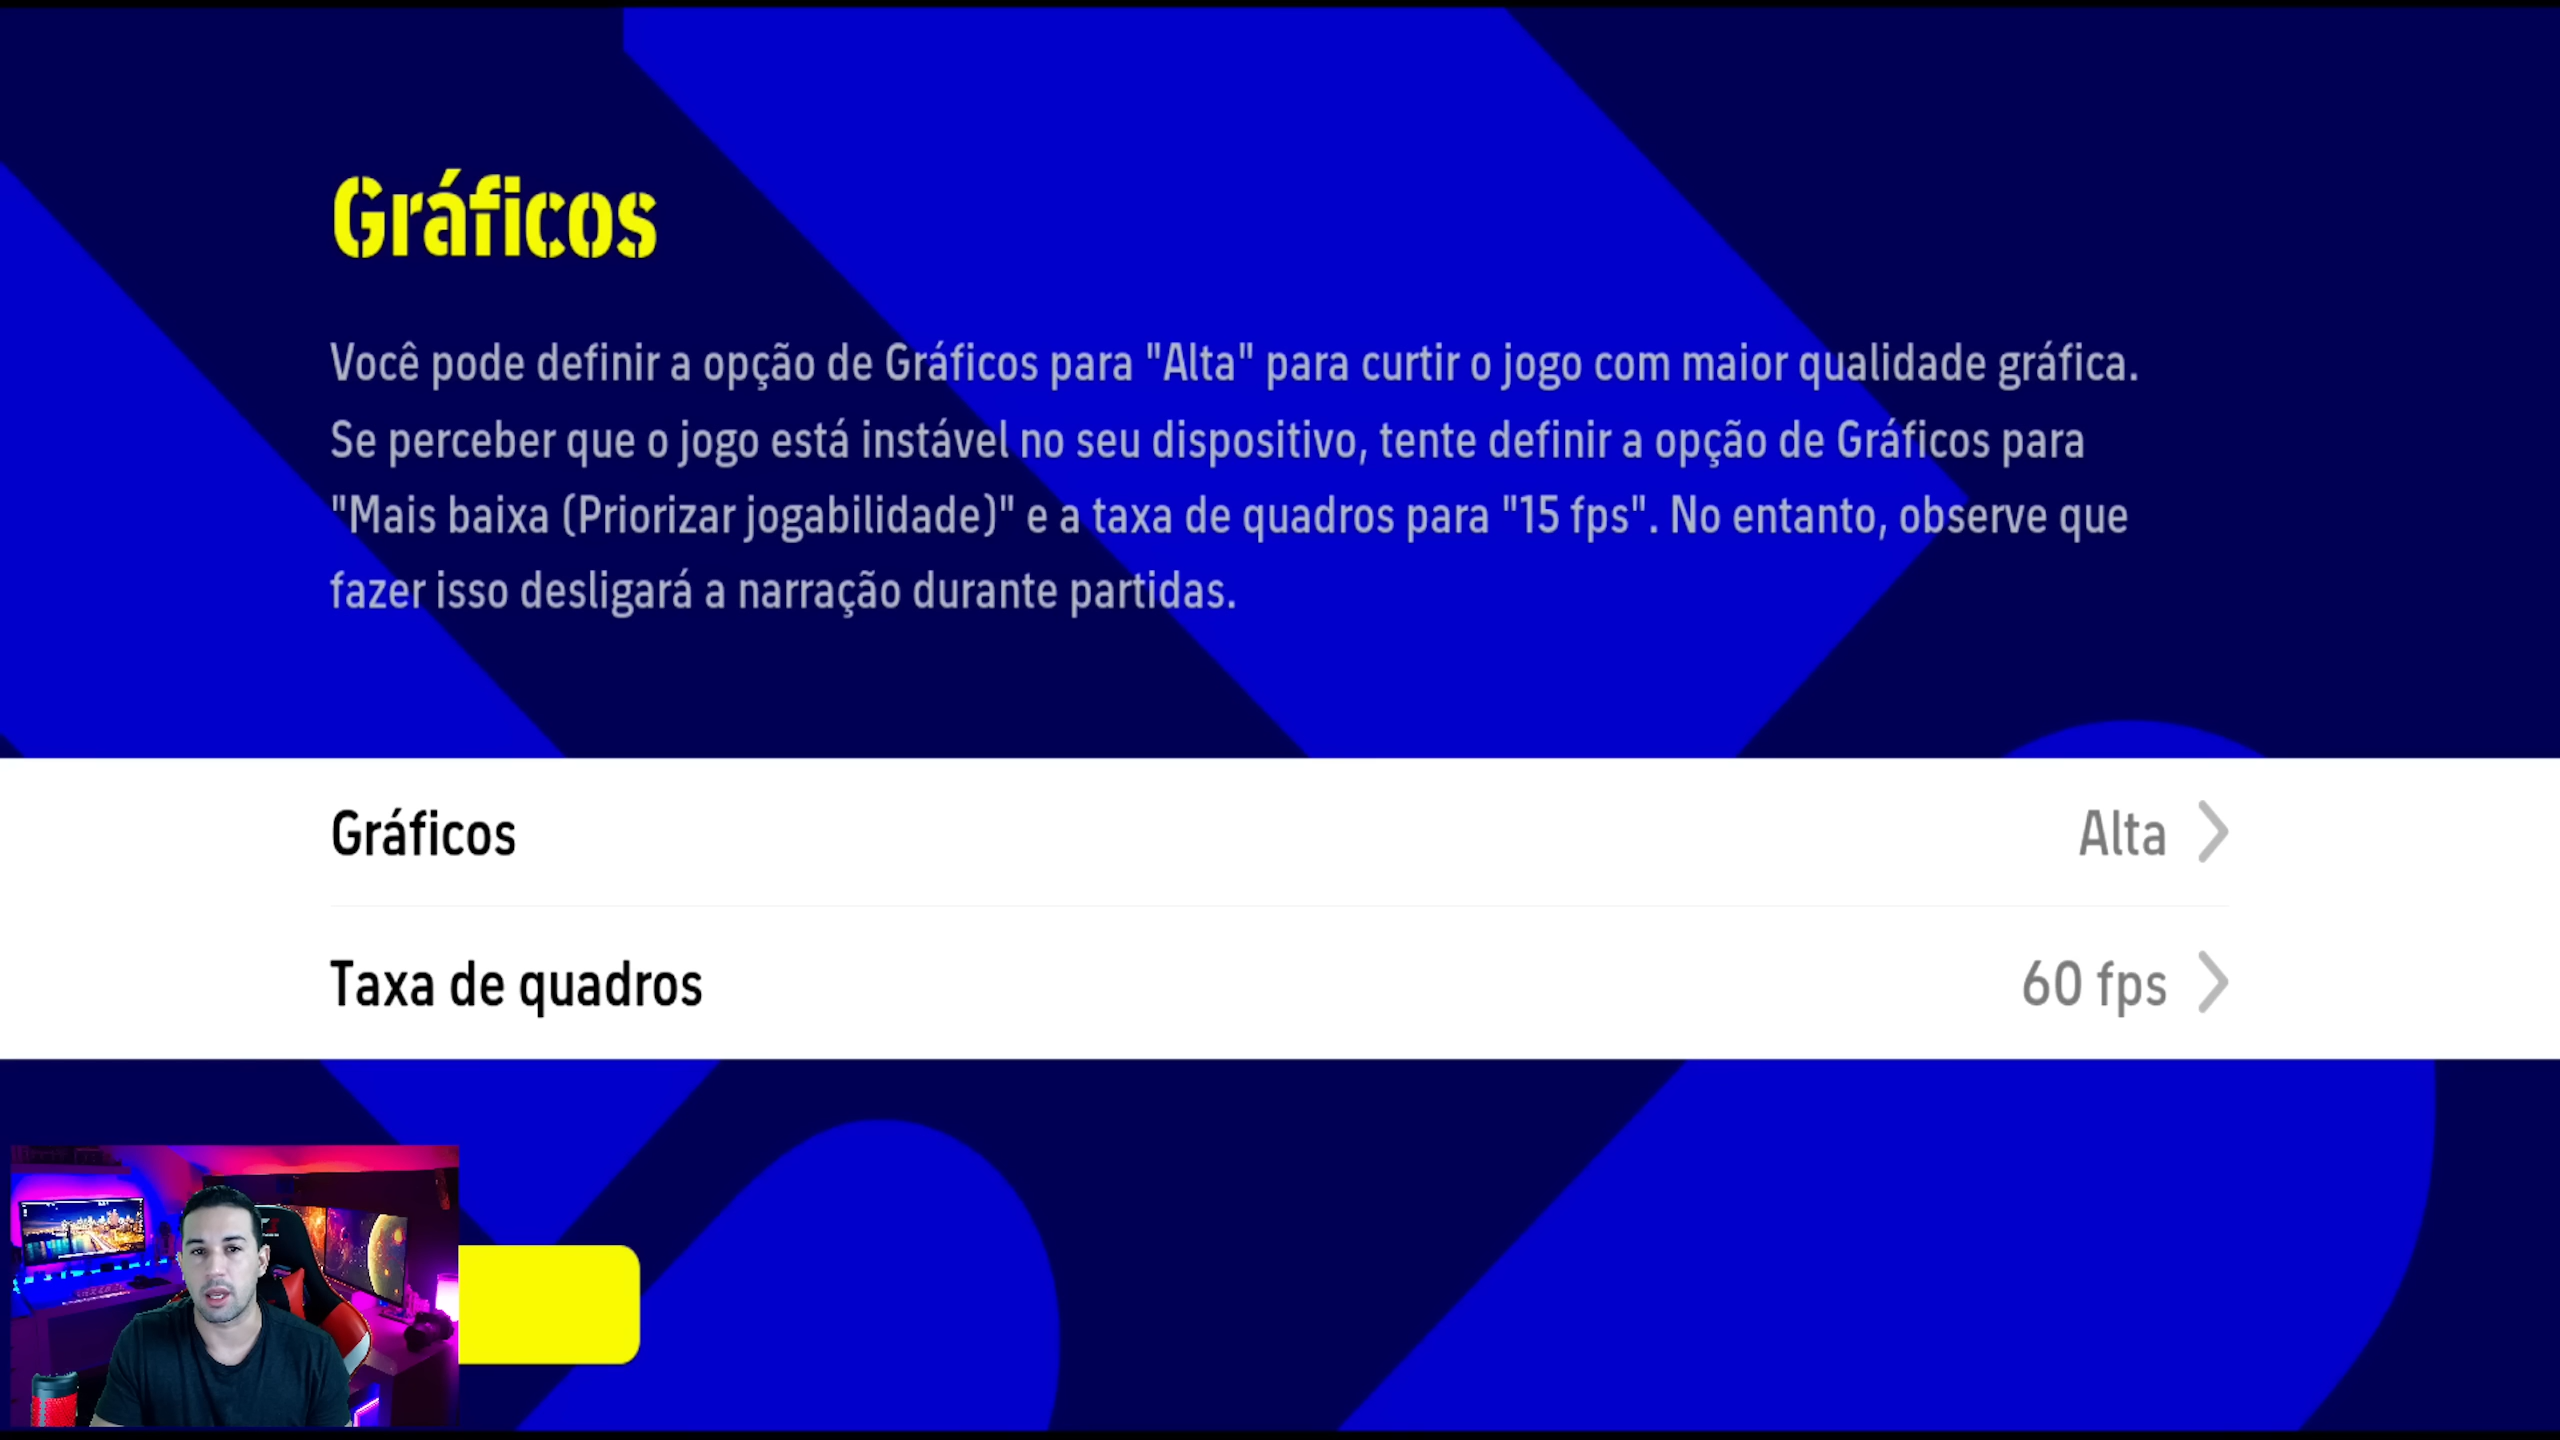 Gráficos
Você pode definir a opção de Gráficos para "Alta" para curtir o jogo com maior qualidade gráfica.
Se perceber que o jogo está instável no seu dispositivo, tente definir a opção de Gráficos para
"Mais baixa (Priorizar jogabilidade)" e a taxa de quadros para "15 fps". No entanto, observe que
fazer isso desligará a narração durante partidas.
Gráficos Alta
Taxa de quadros 60 fps